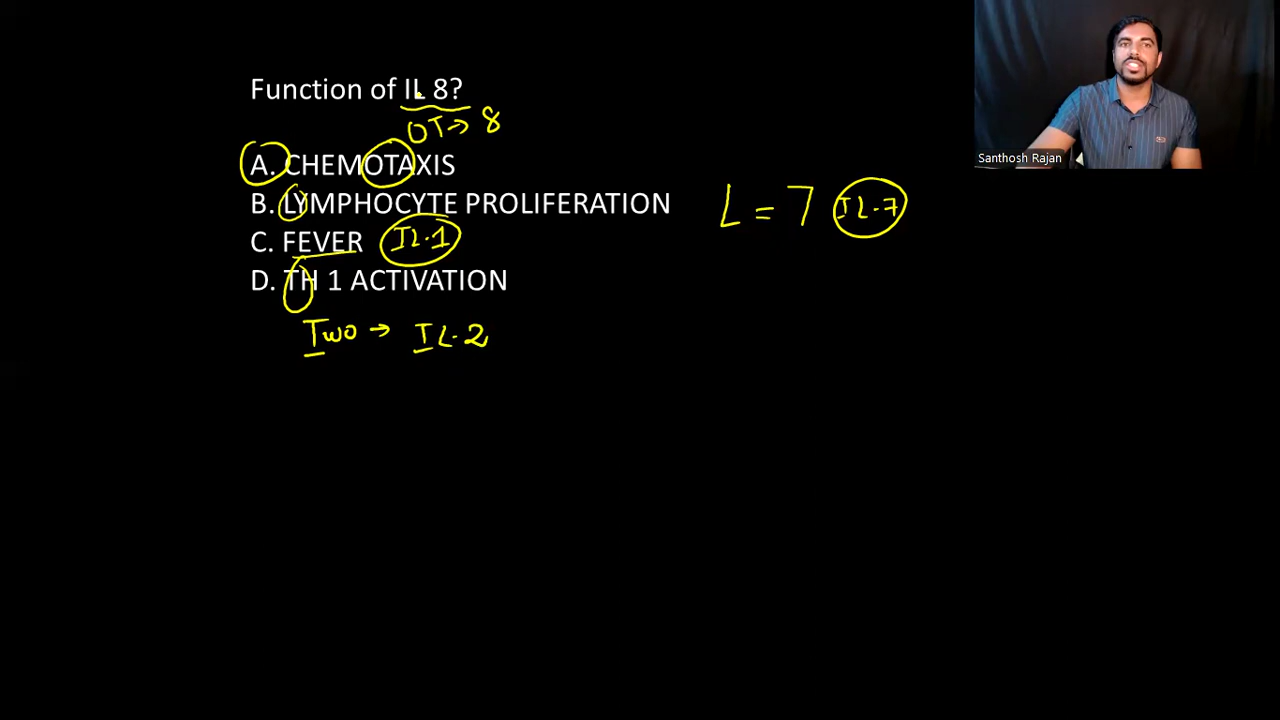 Function of IL 8?
OT → 8
A. CHEMOTAXIS
B. LYMPHOCYTE PROLIFERATION
L = 7 IL-7
C. FEVER IL-1
D. TH 1 ACTIVATION
Two → IL-2
Santhosh Rajan